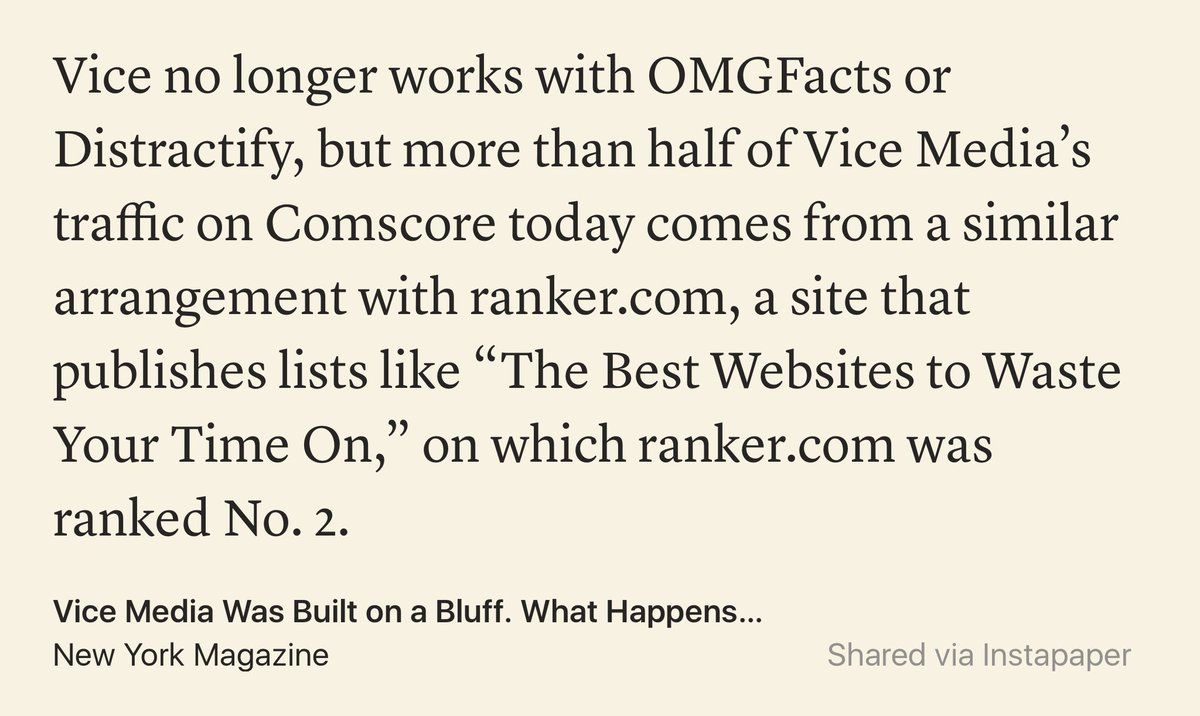 Vice no longer works with OMGFacts or
Distractify, but more than half of Vice Media’s
traffic on Comscore today comes from a similar
arrangement with ranker.com, a site that
publishes lists like “The Best Websites to Waste
Your Time On,” on which ranker.com was
ranked No. 2.
Vice Media Was Built on a Bluff. What Happens...
New York Magazine
Shared via Instapaper